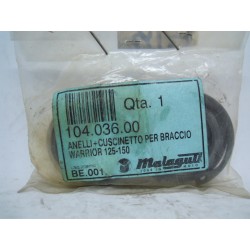 Qta. 1
104.036.00
ANELLI+CUSCINETTO PER BRACCIO
WARRIOR 125-150
BE.001
Malaguti